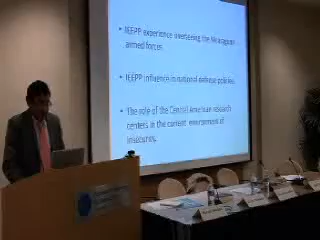 • IEEPP experience overseeing the Nicaraguan
armed forces.
• IEEPP influence in national defense policies.
• The role of the Central American research
centers in the current environment of
insecurity.